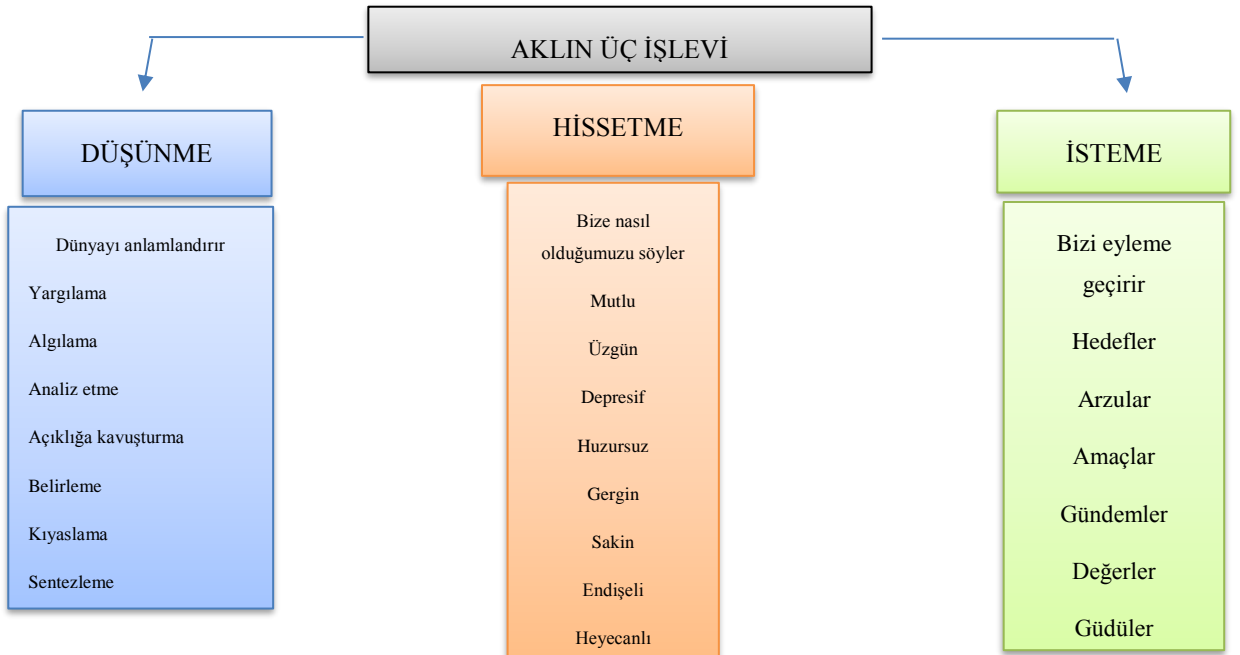 AKLIN ÜÇ İŞLEVİ
DÜŞÜNME
Dünyayı anlamlandırır
Yargılama
Algılama
Analiz etme
Açıklığa kavuşturma
Belirleme
Kıyaslama
Sentezleme
HİSSETME
Bize nasıl
olduğumuzu söyler
Mutlu
Üzgün
Depresif
Huzursuz
Gergin
Sakin
Endişeli
Heyecanlı
İSTEME
Bizi eyleme
geçirir
Hedefler
Arzular
Amaçlar
Gündemler
Değerler
Güdüler